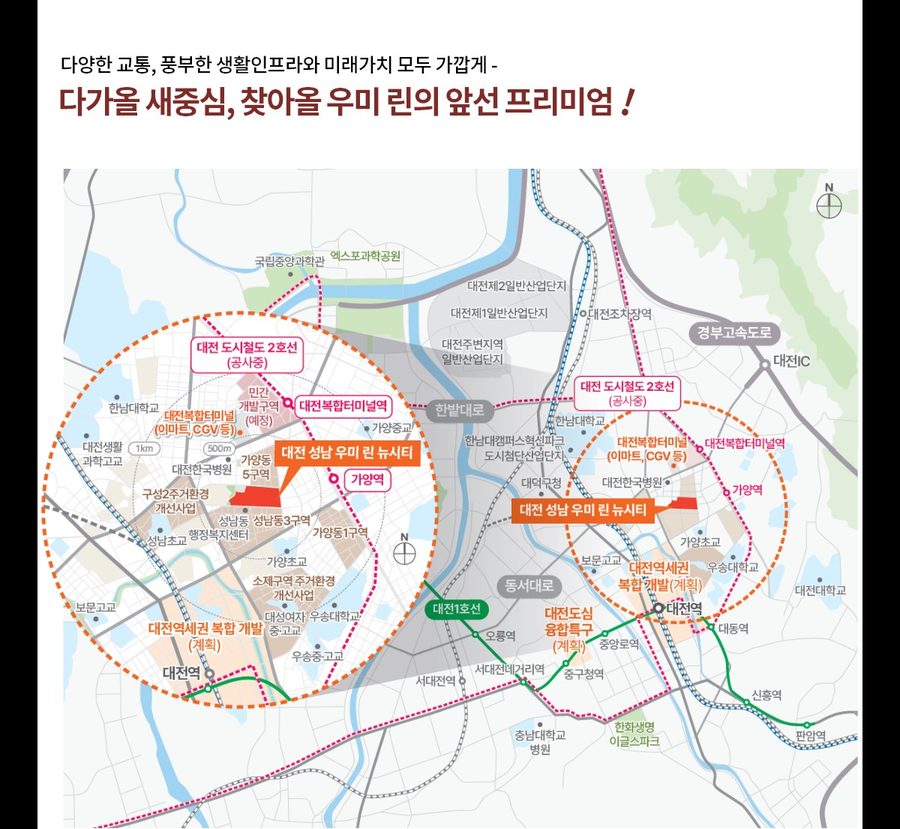 다양한 교통, 풍부한 생활인프라와 미래가치 모두 가깝게 -
다가올 새중심, 찾아올 우미 린의 앞선 프리미엄 !
N
국립중앙과학관
엑스포과학공원
대전제2일반산업단지
대전제1일반산업단지
대전조차장역
대전주변지역
일반산업단지
경부고속도로
대전IC
대전 도시철도 2호선
(공사중)
민간
개발구역
(예정)
대전복합터미널역
한남대학교
대전복합터미널
(이마트, CGV 등)
가양중교
1km
500m
대전생활
과학고교
대전한국병원
가양동
5구역
대전 성남 우미 린 뉴시티
가양역
구성2주거환경
개선사업
성남동
행정복지센터
성남동3구역
가양동1구역
성남초교
가양초교
N
소제구역 주거환경
개선사업
보문고교
대성여자
중·고교
우송대학교
대전역세권 복합 개발
(계획)
우송중·고교
대전역
한밭대로
대전 도시철도 2호선
(공사중)
한남대학교
한남대캠퍼스혁신파크
도시첨단산업단지
대전복합터미널
(이마트, CGV 등)
대전복합터미널역
대덕구청
대전한국병원
가양역
대전 성남 우미 린 뉴시티
가양초교
보문고교
우송대학교
대전역세권
복합 개발(계획)
대전대학교
동서대로
대전1호선
대전도심
융합특구
(계획)
대전역
대동역
오룡역
중앙로역
서대전네거리역
서대전역
중구청역
신흥역
충남대학교
병원
한화생명
이글스파크
판암역